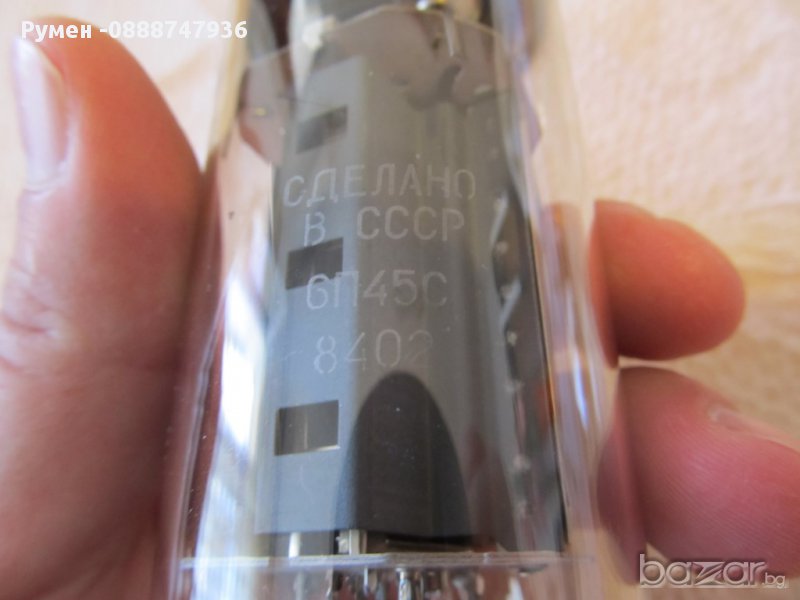 Румен -0888747936
СДЕЛАНО
В СССР
6П45С
8402
bazar.bg